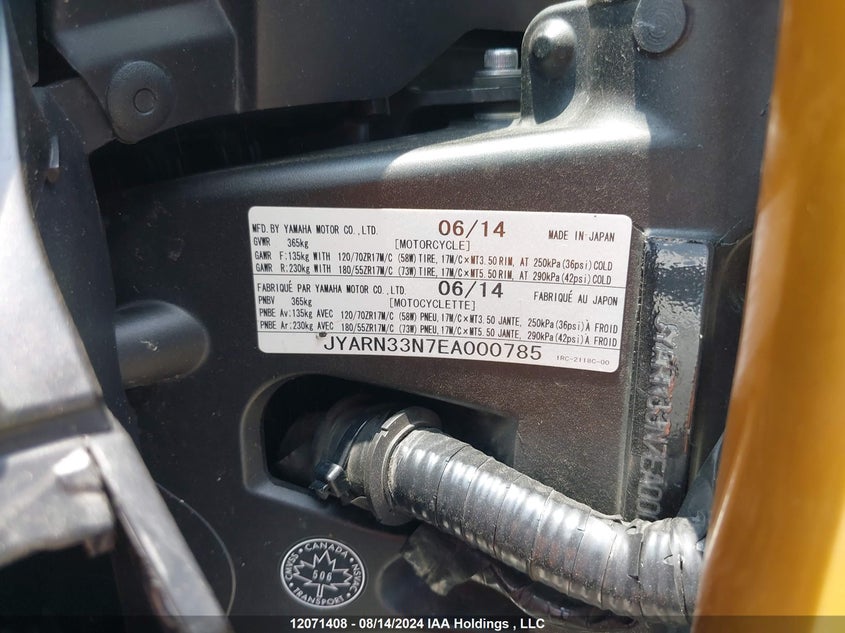 MFD. BY YAMAHA MOTOR CO.,LTD. 06/14 MADE IN JAPAN
GVWR 365kg [MOTORCYCLE]
GAWR F:135kg WITH 120/70ZR17M/C (58W) TIRE, 17M/C×MT3.50 RIM, AT 250kPa(36psi)COLD
GAWR R:230kg WITH 180/55ZR17M/C (73W) TIRE, 17M/C×MT5.50 RIM, AT 290kPa(42psi)COLD
FABRIQUÉ PAR YAMAHA MOTOR CO.,LTD. 06/14 FABRIQUÉ AU JAPON
PNBV 365kg [MOTOCYCLETTE]
PNBE Av:135kg AVEC 120/70ZR17M/C (58W) PNEU, 17M/C×MT3.50 JANTE, 250kPa(36psi)À FROID
PNBE Ar:230kg AVEC 180/55ZR17M/C (73W) PNEU, 17M/C×MT5.50 JANTE, 290kPa(42psi)À FROID
JYARN33N7EA000785 1RC-2118C-00
JYARN33N7EA00
CANADA
CMVSS
506
NSVAC
TRANSPORT
12071408 - 08/14/2024 IAA Holdings , LLC